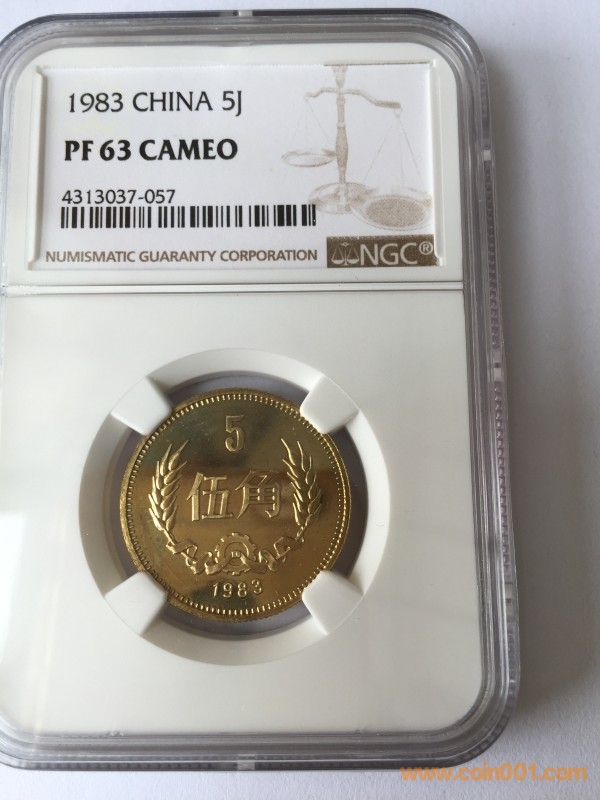 1983 CHINA 5J
PF 63 CAMEO
4313037-057
NUMISMATIC GUARANTY CORPORATION
NGC®
5
伍角
1983
www.coin001.com